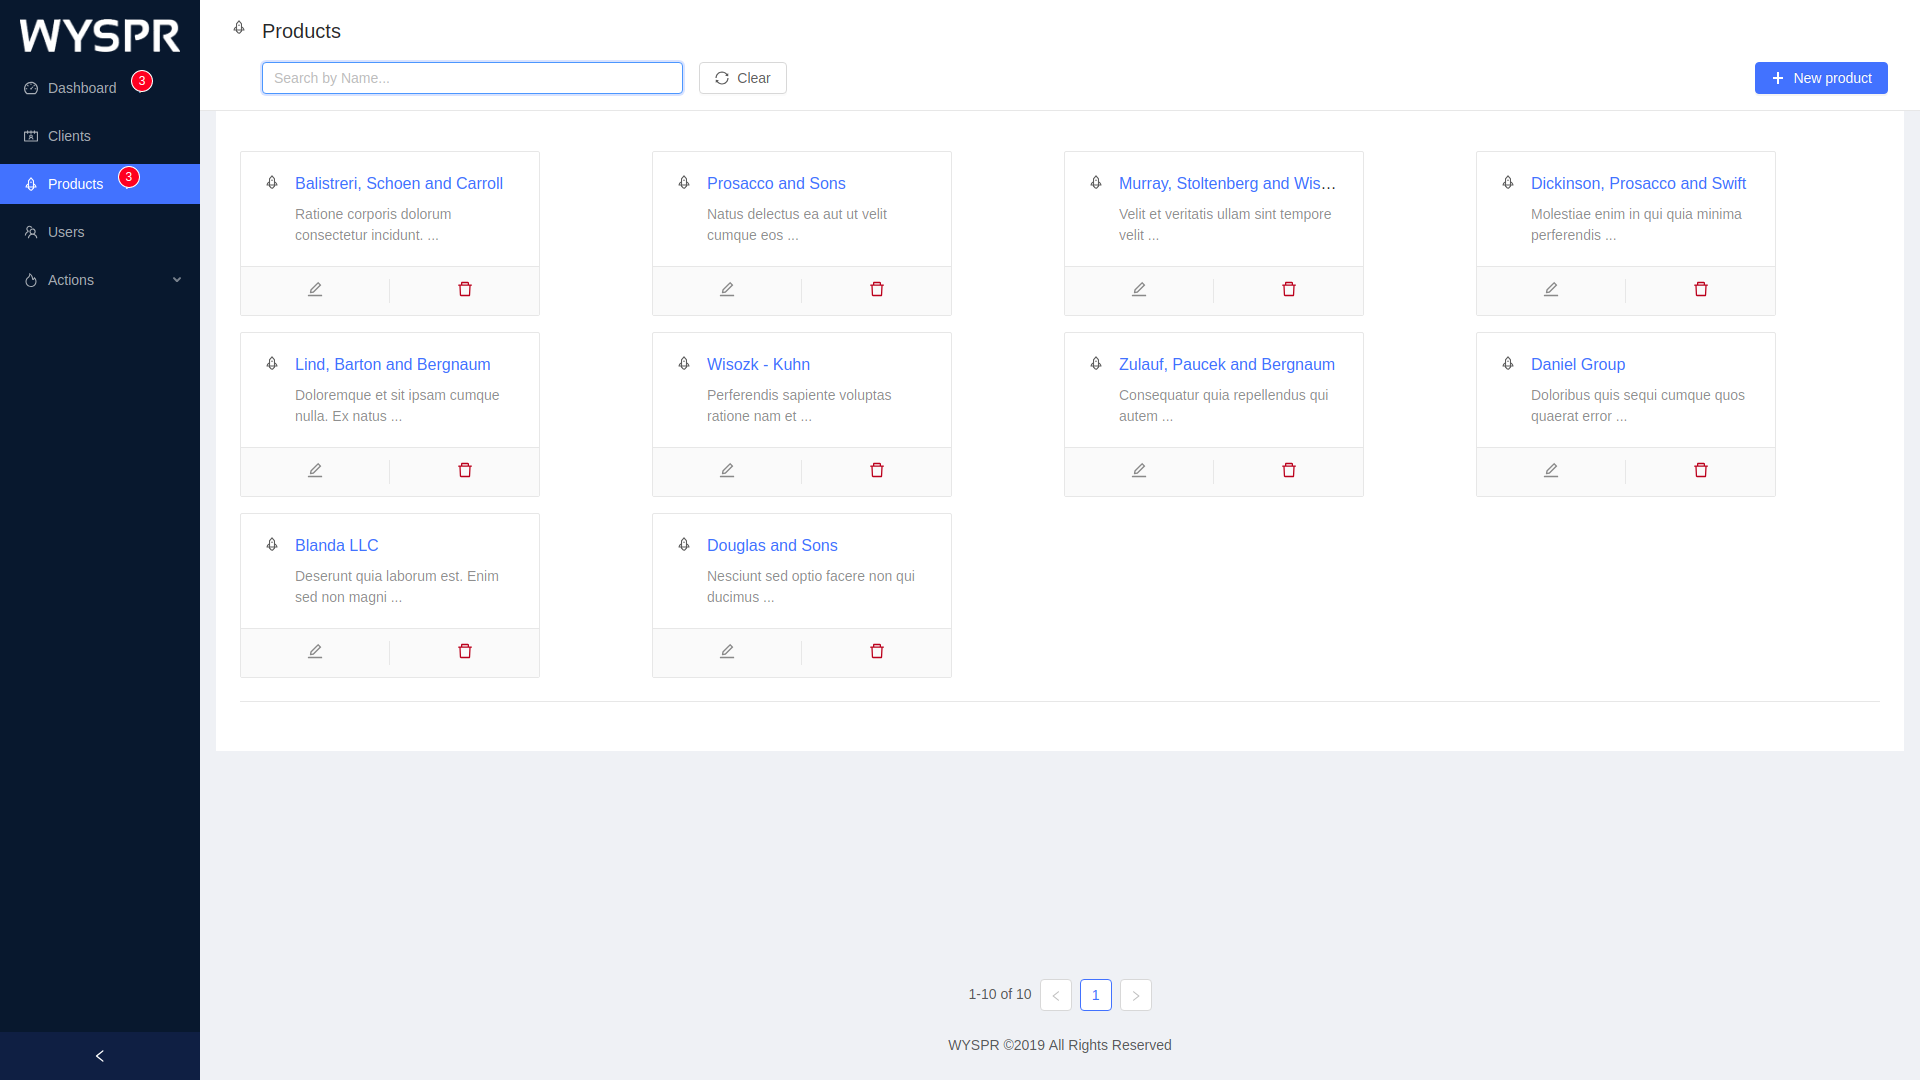 WYSPR
Dashboard
3
Clients
Products
3
Users
Actions
Products
Search by Name...
Clear
New product
Balistreri, Schoen and Carroll
Ratione corporis dolorum
consectetur incidunt. ...
Prosacco and Sons
Natus delectus ea aut ut velit
cumque eos ...
Murray, Stoltenberg and Wis...
Velit et veritatis ullam sint tempore
velit ...
Dickinson, Prosacco and Swift
Molestiae enim in qui quia minima
perferendis ...
Lind, Barton and Bergnaum
Doloremque et sit ipsam cumque
nulla. Ex natus ...
Wisozk - Kuhn
Perferendis sapiente voluptas
ratione nam et ...
Zulauf, Paucek and Bergnaum
Consequatur quia repellendus qui
autem ...
Daniel Group
Doloribus quis sequi cumque quos
quaerat error ...
Blanda LLC
Deserunt quia laborum est. Enim
sed non magni ...
Douglas and Sons
Nesciunt sed optio facere non qui
ducimus ...
1-10 of 10
1
WYSPR ©2019 All Rights Reserved